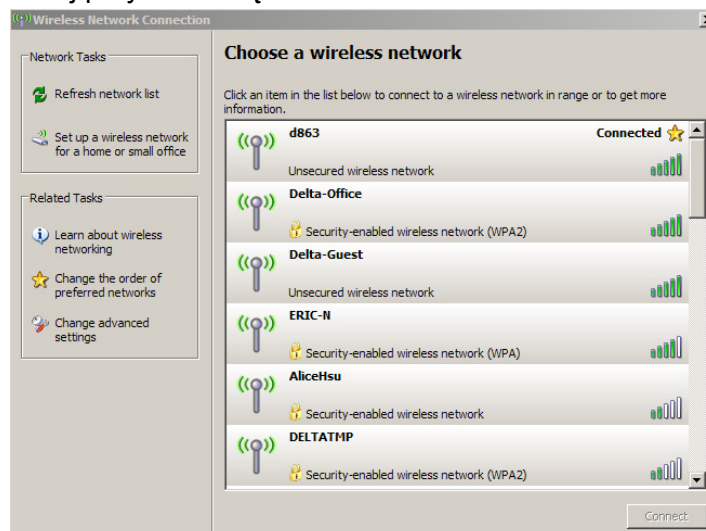 Wireless Network Connection
Network Tasks
Refresh network list
Set up a wireless network
for a home or small office
Related Tasks
Learn about wireless
networking
Change the order of
preferred networks
Change advanced
settings
Choose a wireless network
Click an item in the list below to connect to a wireless network in range or to get more
information.
d863
Connected
Unsecured wireless network
Delta-Office
Security-enabled wireless network (WPA2)
Delta-Guest
Unsecured wireless network
ERIC-N
Security-enabled wireless network (WPA)
AliceHsu
Security-enabled wireless network
DELTATMP
Security-enabled wireless network (WPA2)
Connect